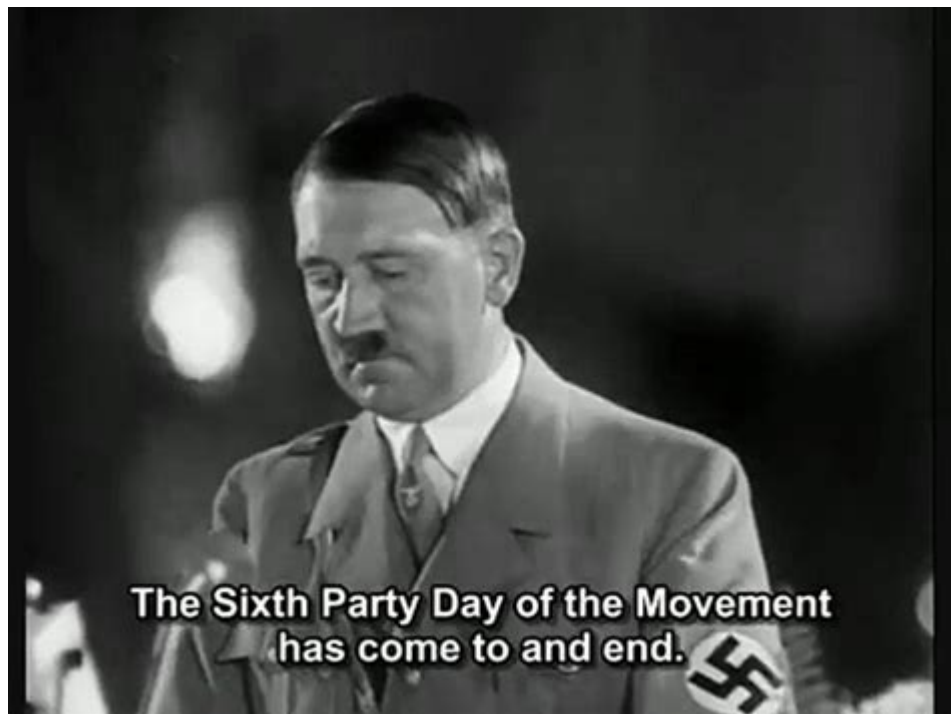 The Sixth Party Day of the Movement
has come to and end.